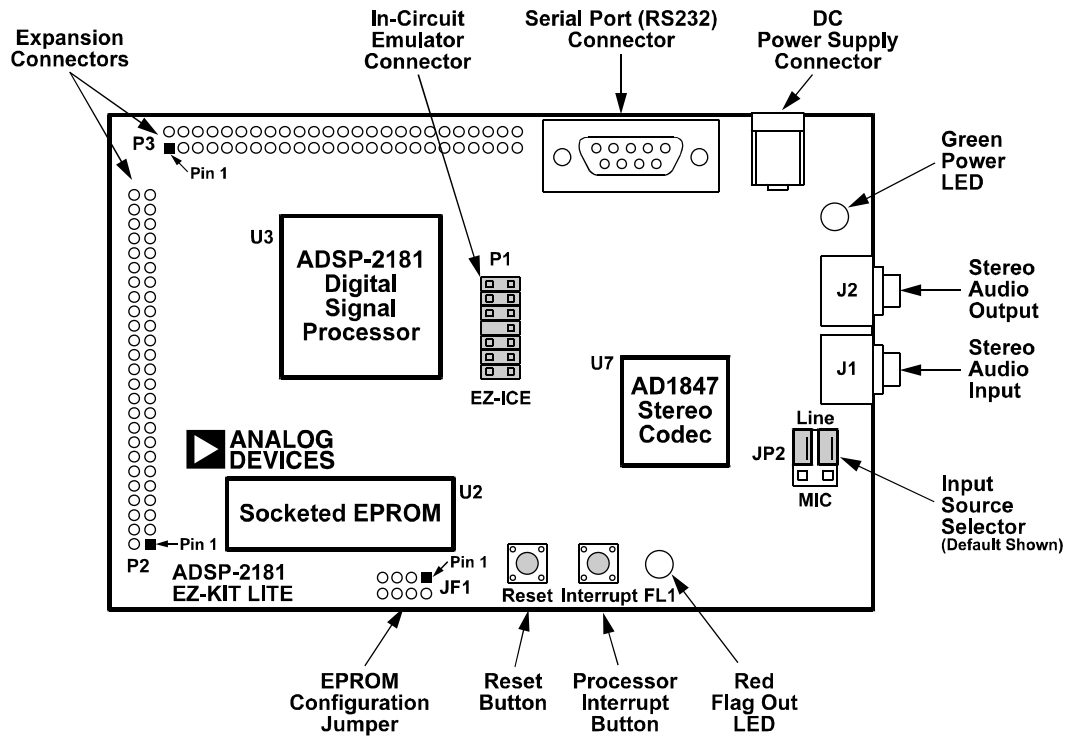 Expansion
Connectors
In-Circuit
Emulator
Connector
Serial Port (RS232)
Connector
DC
Power Supply
Connector
P3
Pin 1
Green
Power
LED
U3
ADSP-2181
Digital
Signal
Processor
P1
EZ-ICE
J2
Stereo
Audio
Output
U7
AD1847
Stereo
Codec
J1
Stereo
Audio
Input
Line
JP2
MIC
Input
Source
Selector
(Default Shown)
ANALOG
DEVICES
U2
Socketed EPROM
Pin 1
P2
ADSP-2181
EZ-KIT LITE
Pin 1
JF1
Reset
Interrupt
FL1
EPROM
Configuration
Jumper
Reset
Button
Processor
Interrupt
Button
Red
Flag Out
LED